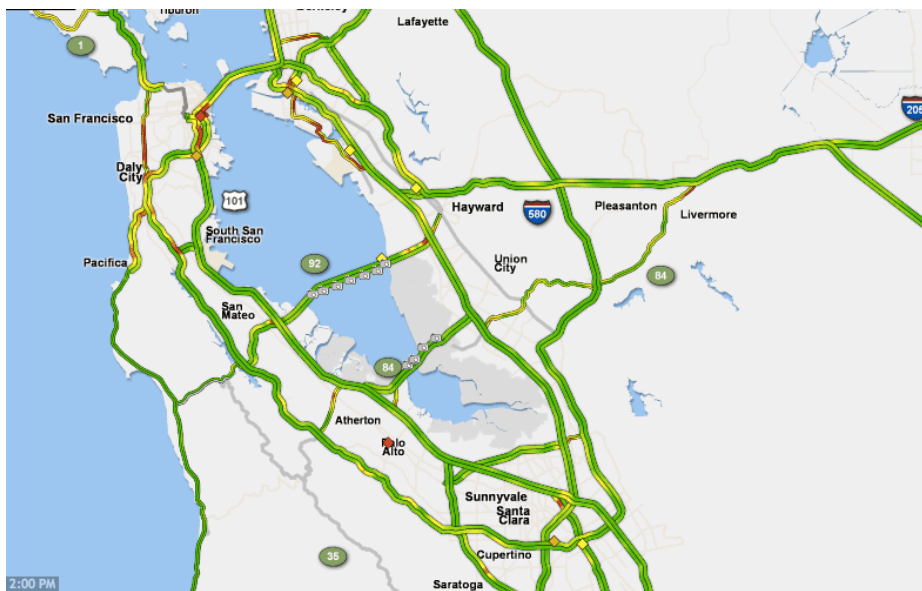 Tiburon
Berkeley
Lafayette
1
205
San Francisco
Daly
City
101
Hayward
580
Pleasanton
Livermore
South San
Francisco
Pacifica
92
Union
City
84
San
Mateo
84
Atherton
Palo
Alto
Sunnyvale
Santa
Clara
35
Cupertino
Saratoga
2:00 PM